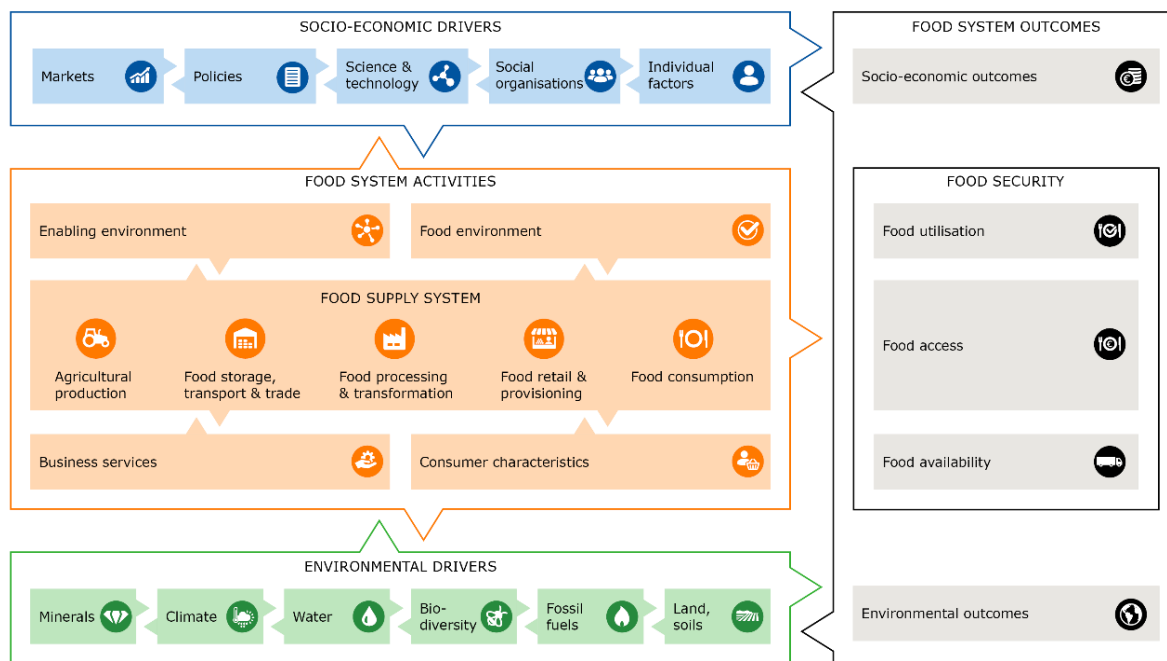 SOCIO-ECONOMIC DRIVERS
Markets
Policies
Science &
technology
Social
organisations
Individual
factors
FOOD SYSTEM ACTIVITIES
Enabling environment
Food environment
FOOD SUPPLY SYSTEM
Agricultural
production
Food storage,
transport & trade
Food processing
& transformation
Food retail &
provisioning
Food consumption
Business services
Consumer characteristics
ENVIRONMENTAL DRIVERS
Minerals
Climate
Water
Bio-
diversity
Fossil
fuels
Land,
soils
FOOD SYSTEM OUTCOMES
Socio-economic outcomes
€
FOOD SECURITY
Food utilisation
Food access
€
Food availability
Environmental outcomes